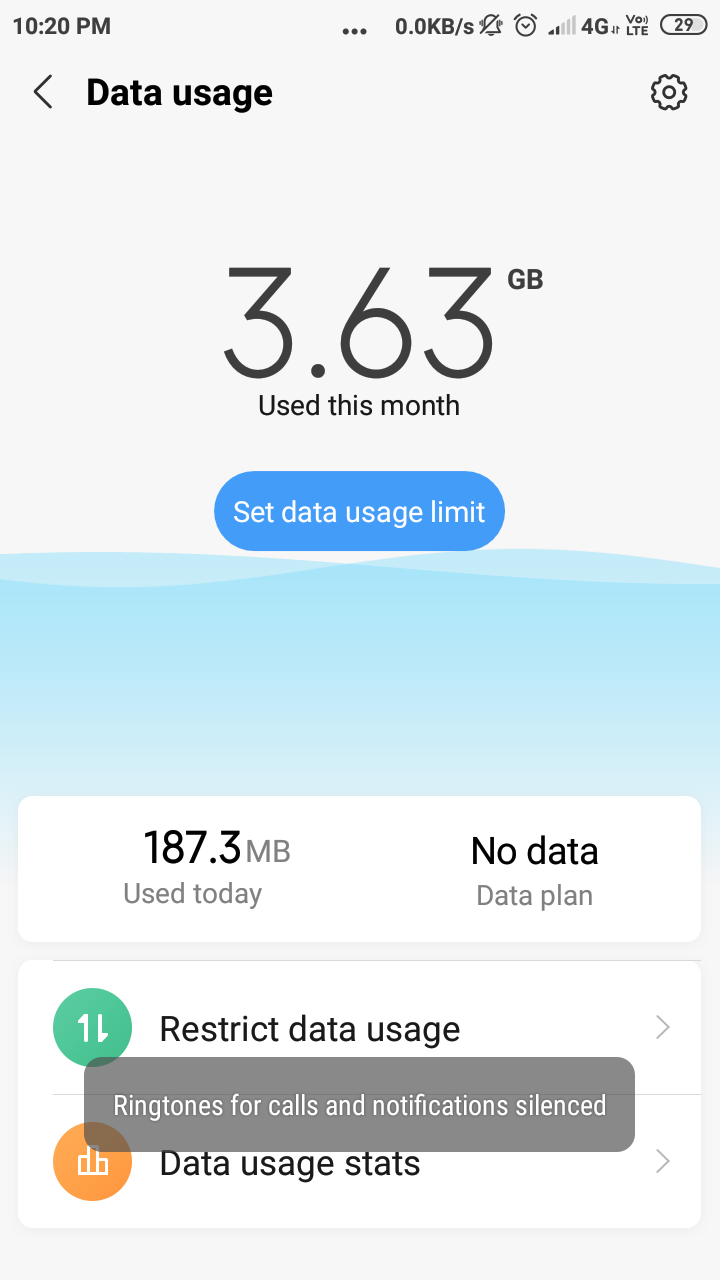 10:20 PM ... 0.0KB/s 4G VoLTE 29
Data usage
3.63 GB
Used this month
Set data usage limit
187.3 MB
Used today
No data
Data plan
Restrict data usage
Ringtones for calls and notifications silenced
Data usage stats